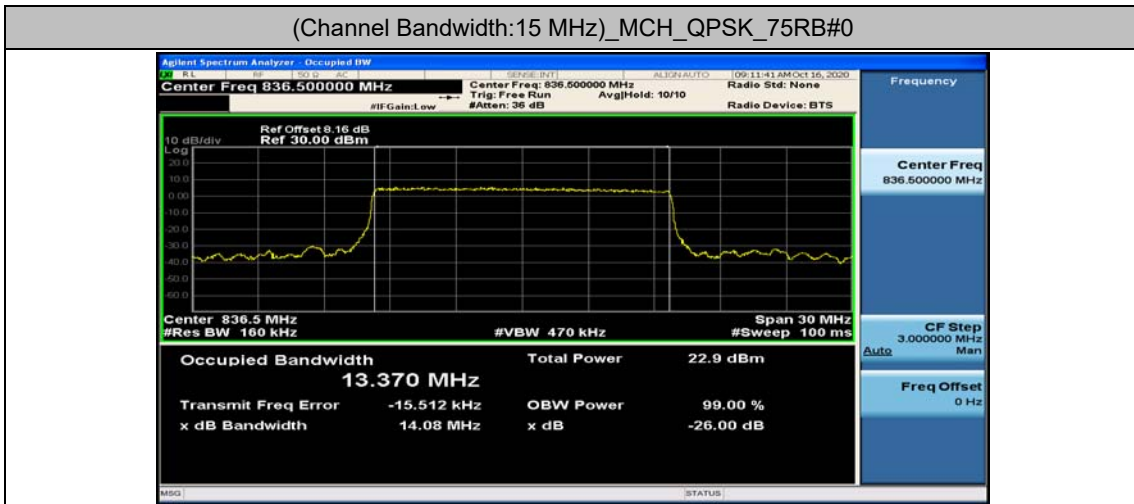 (Channel Bandwidth:15 MHz)_MCH_QPSK_75RB#0
Agilent Spectrum Analyzer - Occupied BW
RL RF 50 Ω AC SENSE:INT ALIGNAUTO 09:11:41 AM Oct 16, 2020
Center Freq 836.500000 MHz Center Freq: 836.500000 MHz Radio Std: None Frequency
Trig: Free Run Avg|Hold: 10/10
#IFGain:Low #Atten: 36 dB Radio Device: BTS
Ref Offset 8.16 dB
10 dB/div Ref 30.00 dBm
Log
20.0
10.0
0.00
-10.0
-20.0
-30.0
-40.0
-50.0
-60.0
Center Freq
836.500000 MHz
Center 836.5 MHz Span 30 MHz
#Res BW 160 kHz #VBW 470 kHz #Sweep 100 ms
CF Step
3.000000 MHz
Auto Man
Occupied Bandwidth Total Power 22.9 dBm
13.370 MHz
Freq Offset
0 Hz
Transmit Freq Error -15.512 kHz OBW Power 99.00 %
x dB Bandwidth 14.08 MHz x dB -26.00 dB
MSG STATUS